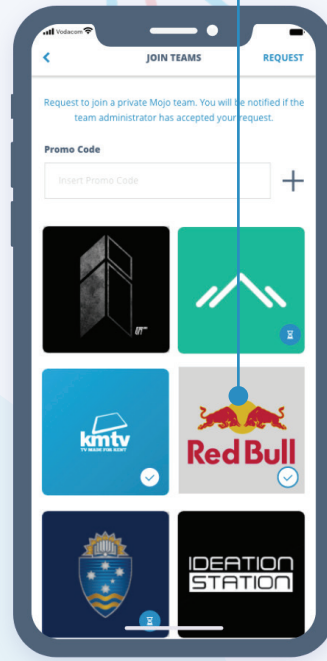 Vodacom
JOIN TEAMS
REQUEST
Request to join a private Mojo team. You will be notified if the
team administrator has accepted your request.
Promo Code
Insert Promo Code
kmtv
TV MADE FOR KENT
Red Bull
IDEATION
STATION